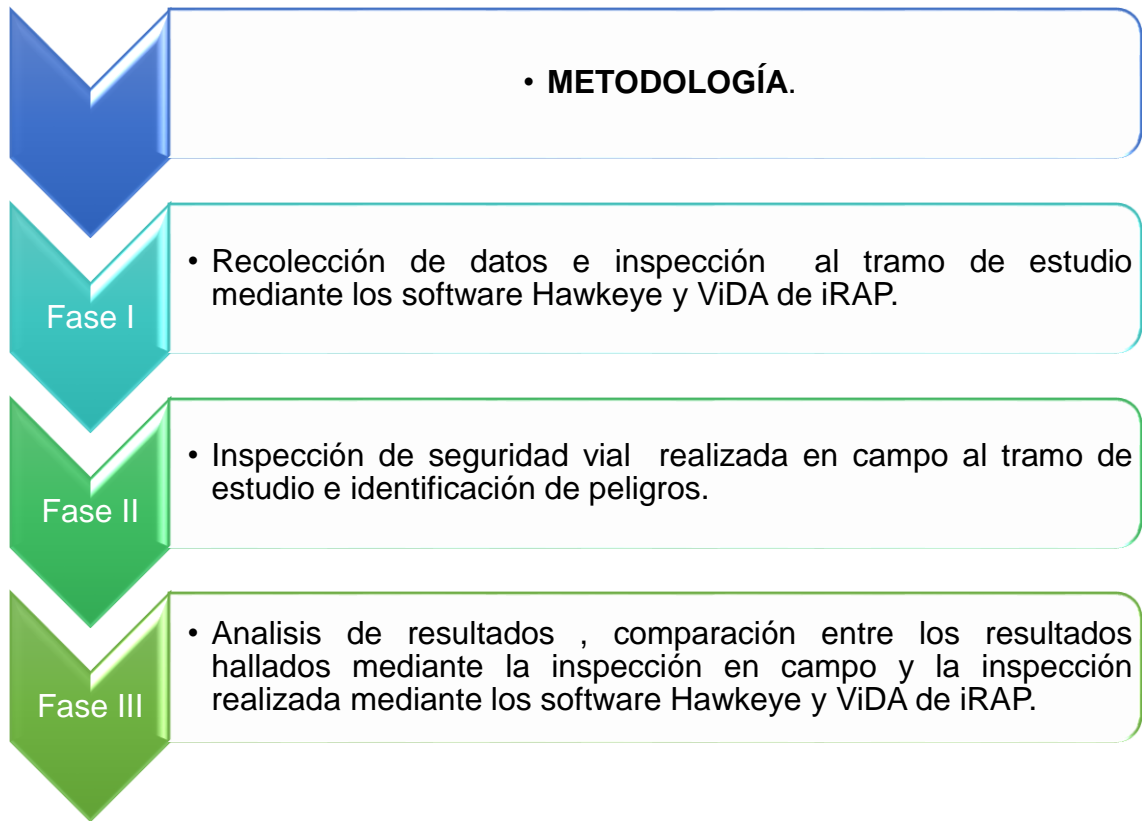 • METODOLOGÍA.
Fase I
• Recolección de datos e inspección al tramo de estudio
mediante los software Hawkeye y ViDA de iRAP.
Fase II
• Inspección de seguridad vial realizada en campo al tramo de
estudio e identificación de peligros.
Fase III
• Analisis de resultados , comparación entre los resultados
hallados mediante la inspección en campo y la inspección
realizada mediante los software Hawkeye y ViDA de iRAP.